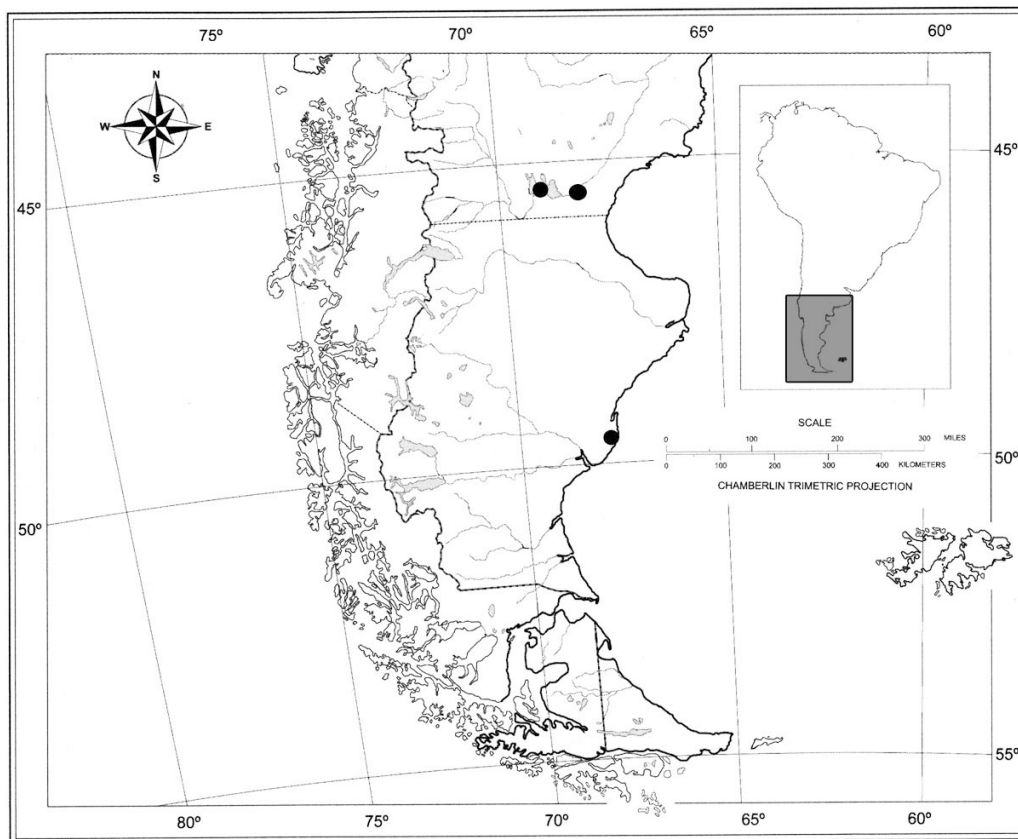 75º 70º 65º 60º
N
W E
S
45º
45º
SCALE
0 100 200 300 MILES
0 100 200 300 400 KILOMETERS
CHAMBERLIN TRIMETRIC PROJECTION
50º
50º
55º
80º 75º 70º 65º 60º